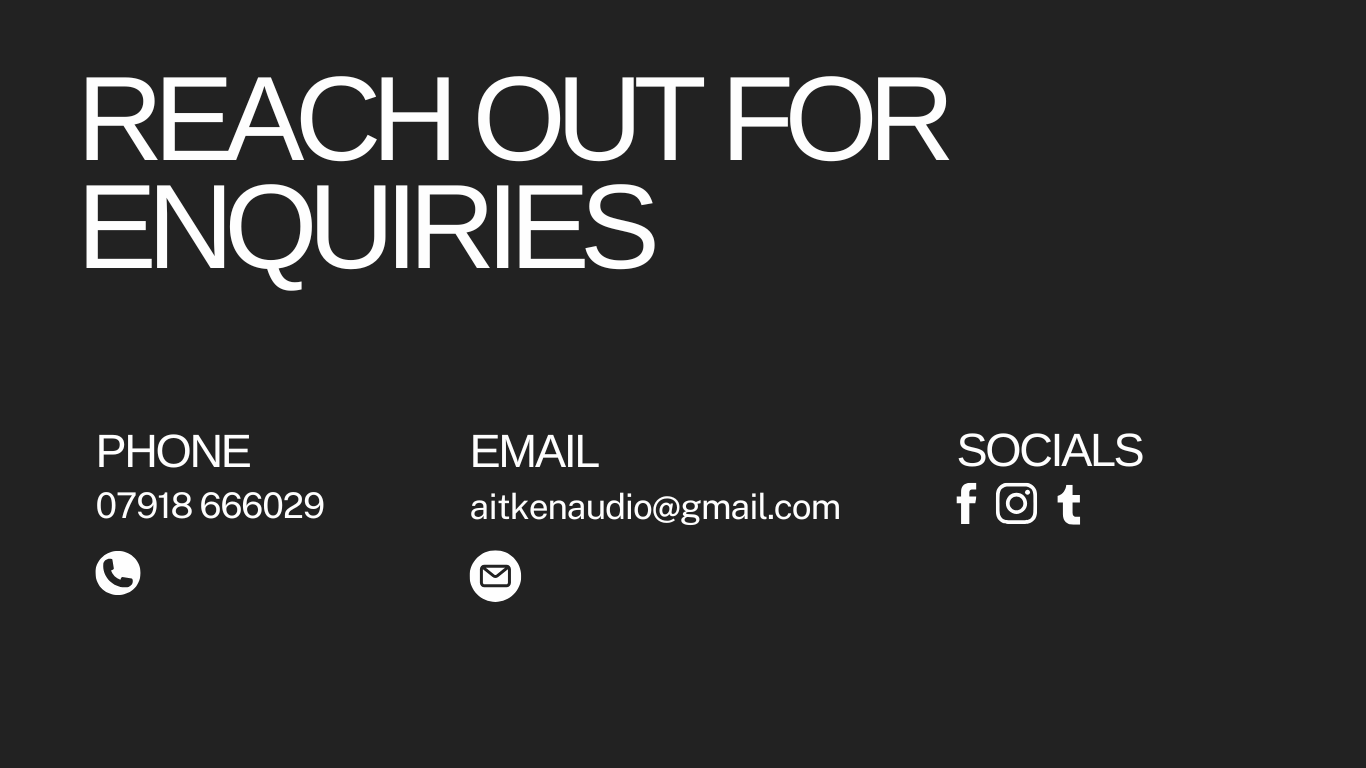 REACH OUT FOR
ENQUIRIES
PHONE
07918 666029
EMAIL
aitkenaudio@gmail.com
SOCIALS